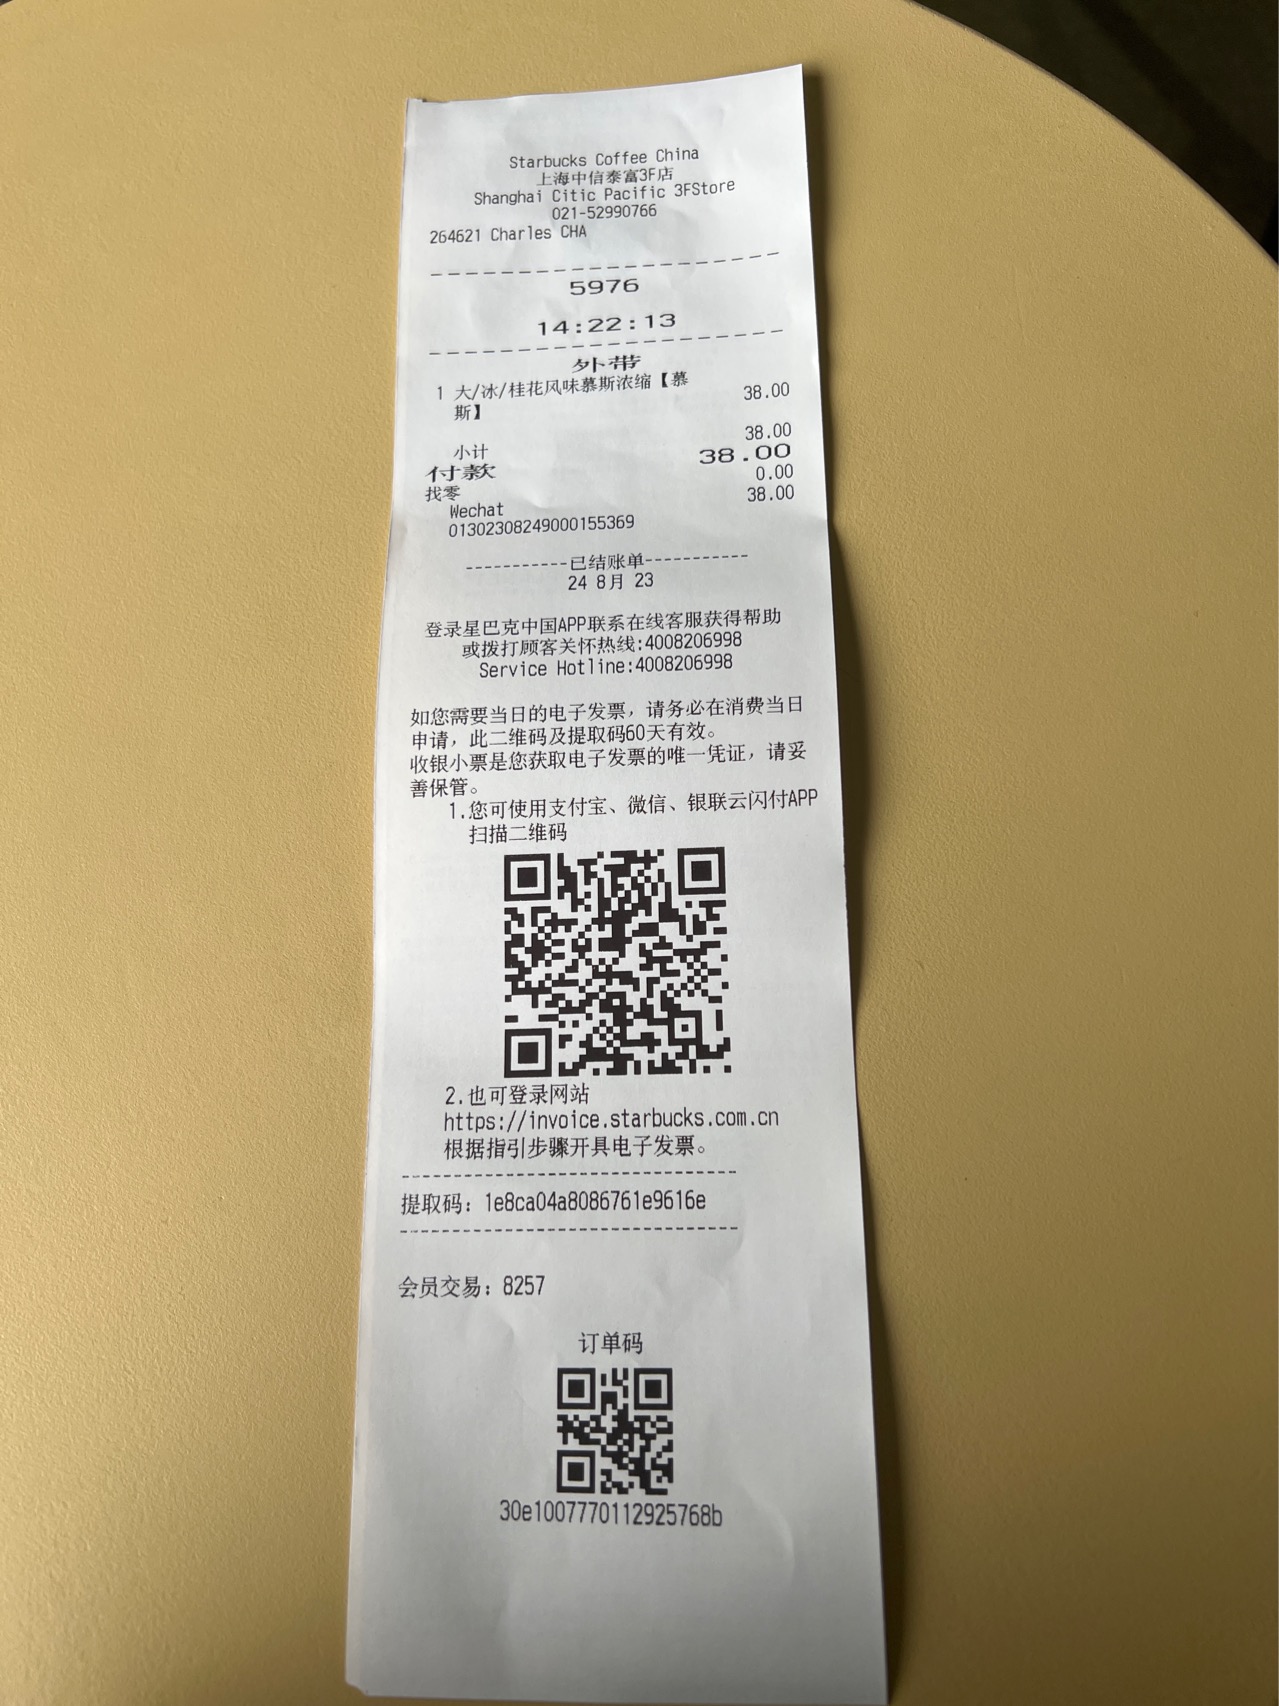 Starbucks Coffee China
上海中信泰富3F店
Shanghai Citic Pacific 3FStore
021-52990766
264621 Charles CHA
5976
14:22:13
外带
1 大/冰/桂花风味慕斯浓缩【慕 38.00
斯】
小计 38.00
付款 38.00
找零 0.00
Wechat 38.00
01302308249000155369
-----------已结账单-----------
24 8月 23
登录星巴克中国APP联系在线客服获得帮助
或拨打顾客关怀热线:4008206998
Service Hotline:4008206998
如您需要当日的电子发票，请务必在消费当日
申请，此二维码及提取码60天有效。
收银小票是您获取电子发票的唯一凭证，请妥
善保管。
1.您可使用支付宝、微信、银联云闪付APP
扫描二维码
2.也可登录网站
https://invoice.starbucks.com.cn
根据指引步骤开具电子发票。
提取码：1e8ca04a8086761e9616e
会员交易：8257
订单码
30e1007770112925768b